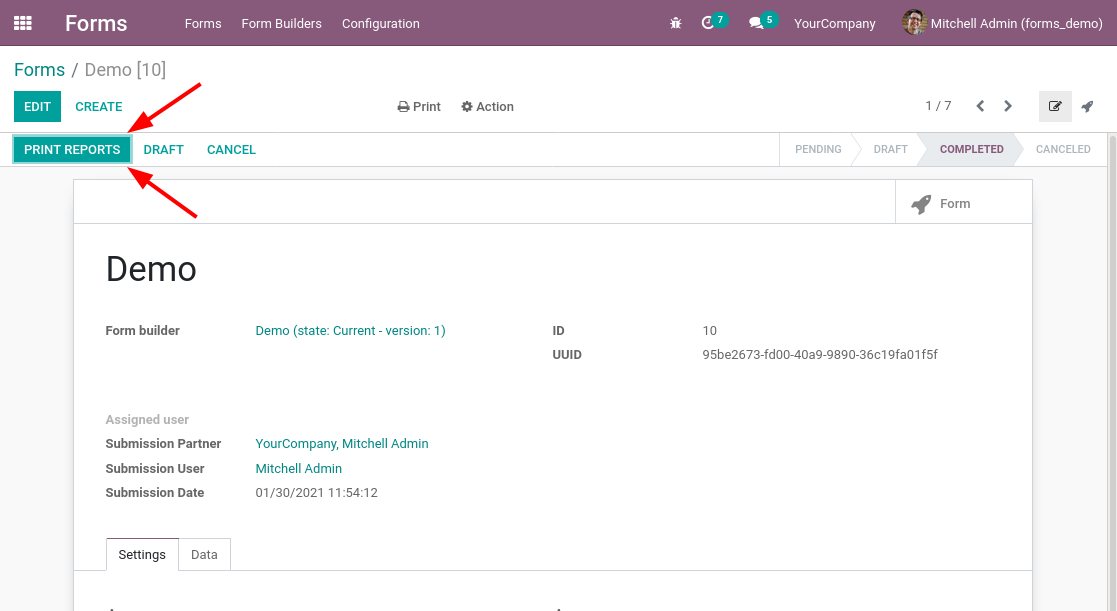 Forms Forms Form Builders Configuration 7 5 YourCompany Mitchell Admin (forms_demo)
Forms / Demo [10]
EDIT CREATE Print Action 1 / 7
PRINT REPORTS DRAFT CANCEL PENDING DRAFT COMPLETED CANCELED
Form
Demo
Form builder Demo (state: Current - version: 1) ID 10
UUID 95be2673-fd00-40a9-9890-36c19fa01f5f
Assigned user
Submission Partner YourCompany, Mitchell Admin
Submission User Mitchell Admin
Submission Date 01/30/2021 11:54:12
Settings Data